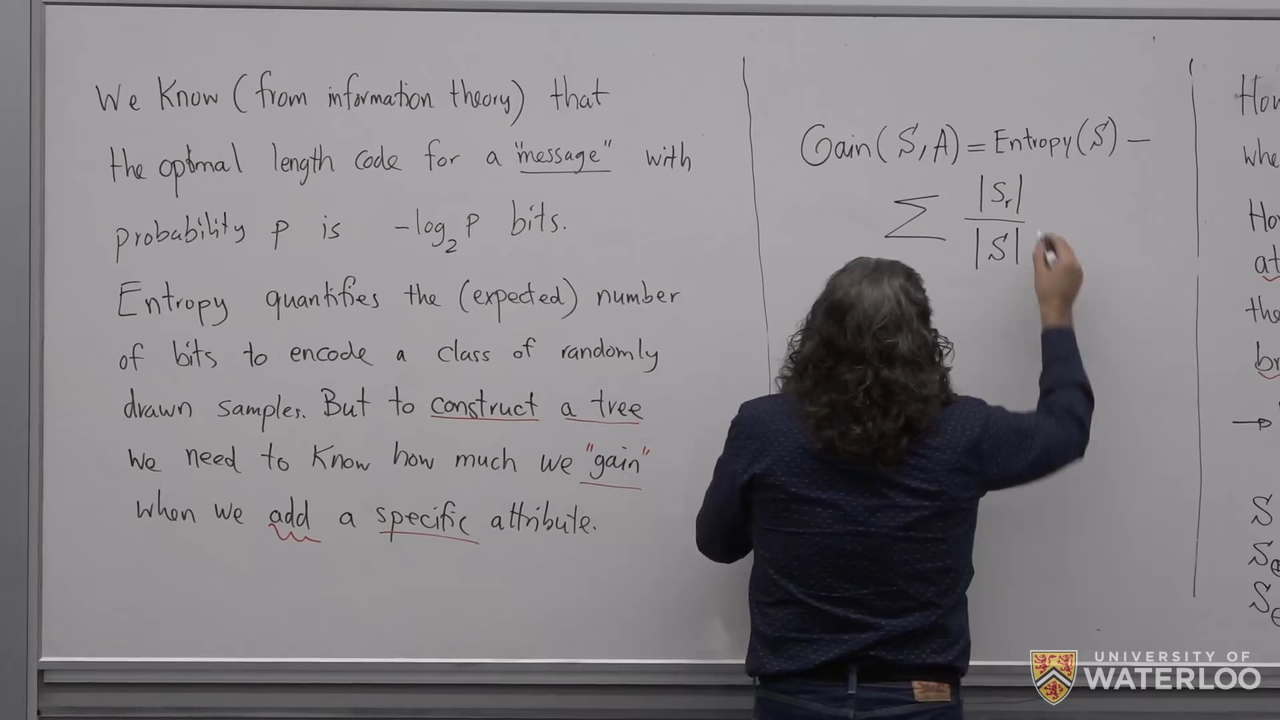 We Know (from information theory) that
the optimal length code for a "message" with
probability p is -log₂ p bits.
Entropy quantifies the (expected) number
of bits to encode a class of randomly
drawn samples. But to construct a tree
we need to know how much we "gain"
when we add a specific attribute.
Gain(S, A) = Entropy(S) –
∑ |Sᵥ| / |S|
whe
Ho
at
the
br
→
S
S⊕
UNIVERSITY OF
WATERLOO